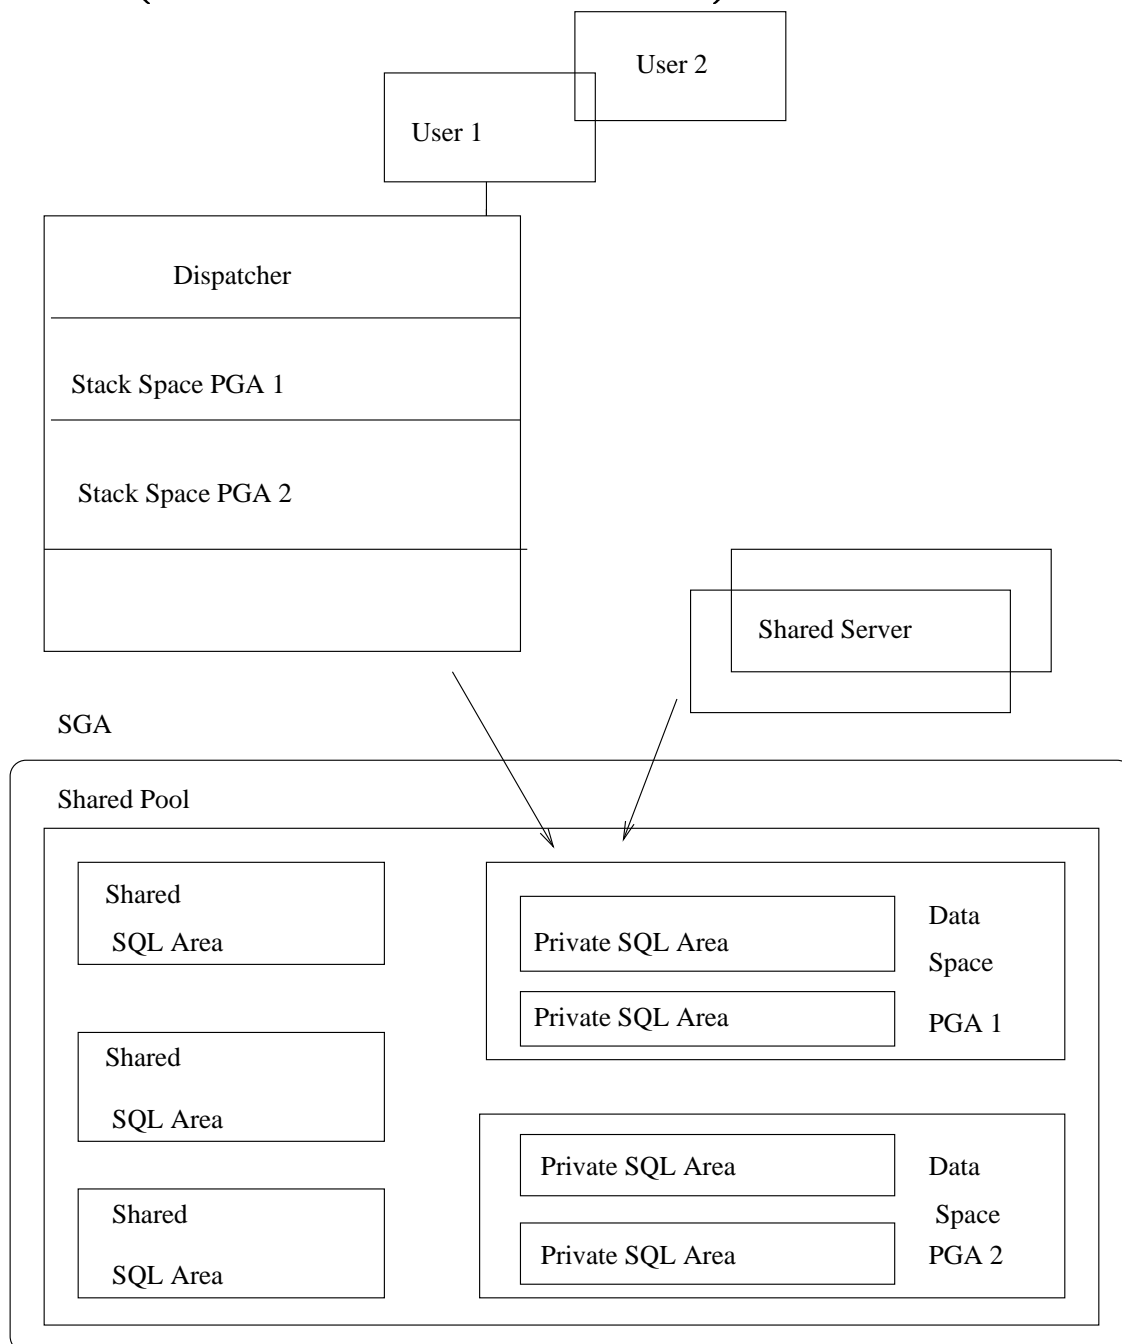 User 2
User 1
Dispatcher
Stack Space PGA 1
Stack Space PGA 2
Shared Server
SGA
Shared Pool
Shared
SQL Area
Private SQL Area
Private SQL Area
Data
Space
PGA 1
Shared
SQL Area
Shared
SQL Area
Private SQL Area
Private SQL Area
Data
Space
PGA 2